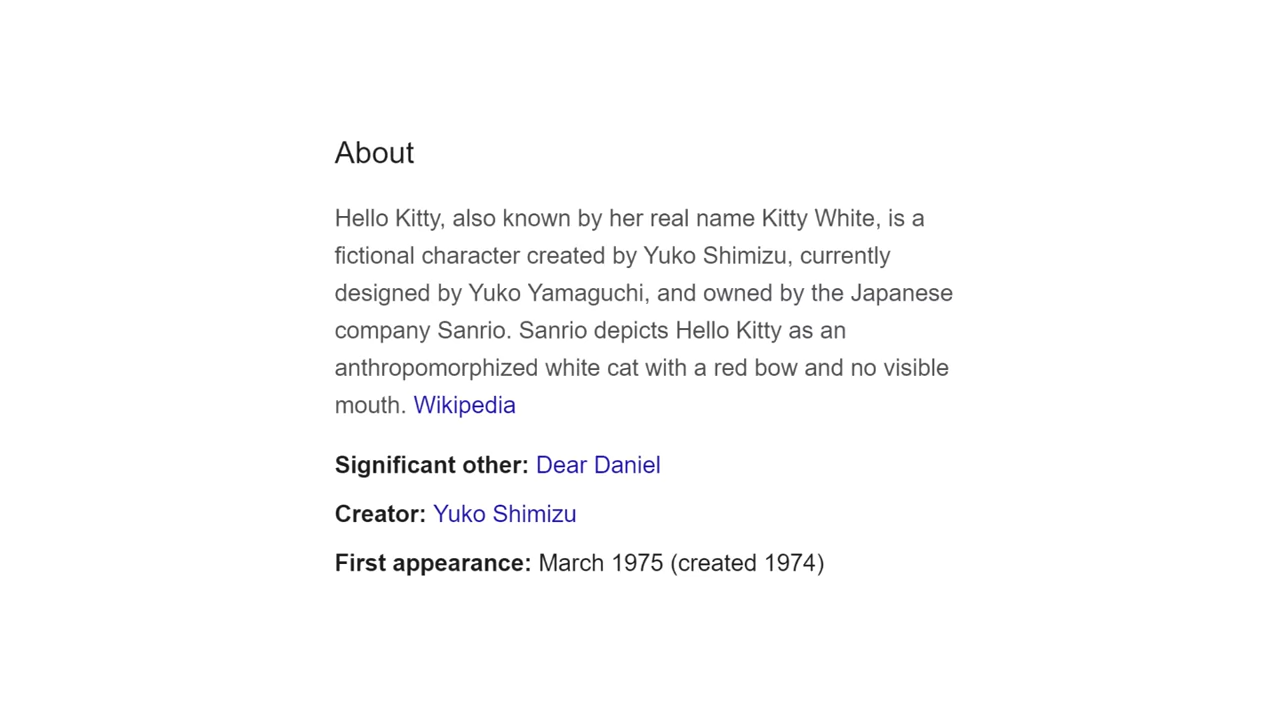 About
Hello Kitty, also known by her real name Kitty White, is a
fictional character created by Yuko Shimizu, currently
designed by Yuko Yamaguchi, and owned by the Japanese
company Sanrio. Sanrio depicts Hello Kitty as an
anthropomorphized white cat with a red bow and no visible
mouth. Wikipedia
Significant other: Dear Daniel
Creator: Yuko Shimizu
First appearance: March 1975 (created 1974)